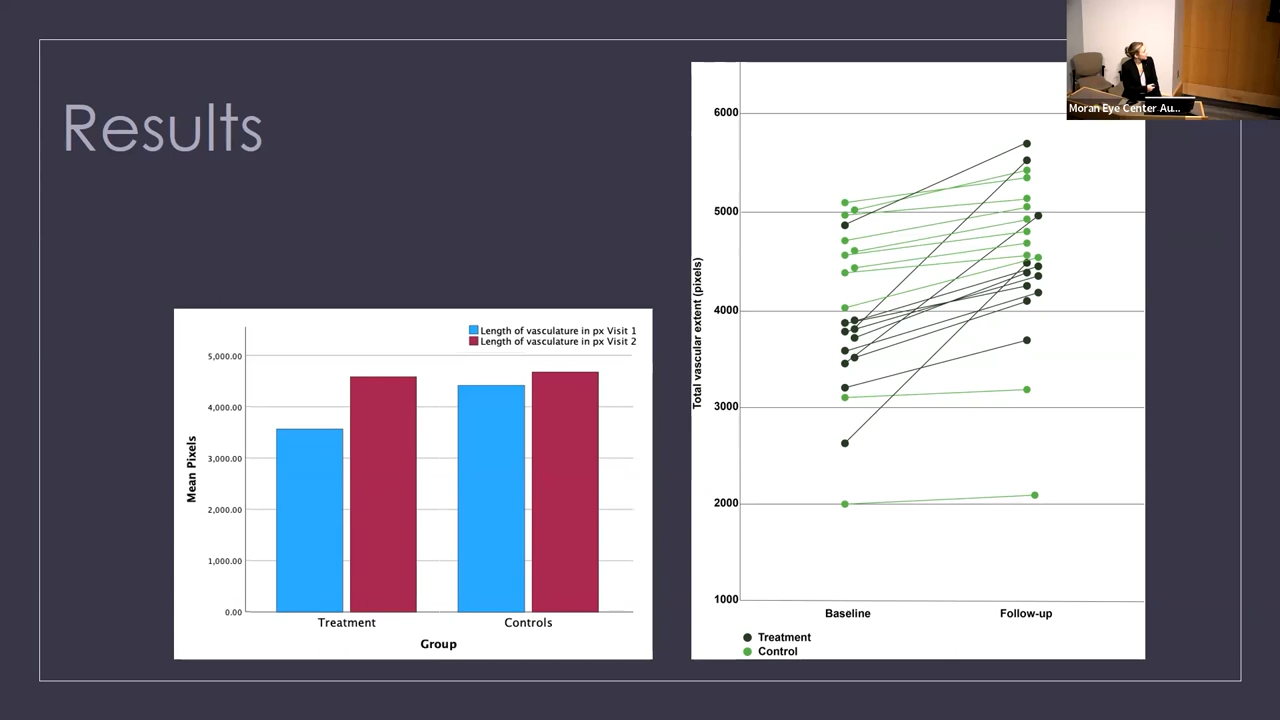 Results
Length of vasculature in px Visit 1
Length of vasculature in px Visit 2
5,000.00
4,000.00
3,000.00
2,000.00
1,000.00
0.00
Mean Pixels
Treatment
Controls
Group
6000
5000
4000
3000
2000
1000
Total vascular extent (pixels)
Baseline
Follow-up
Treatment
Control
Moran Eye Center Au...